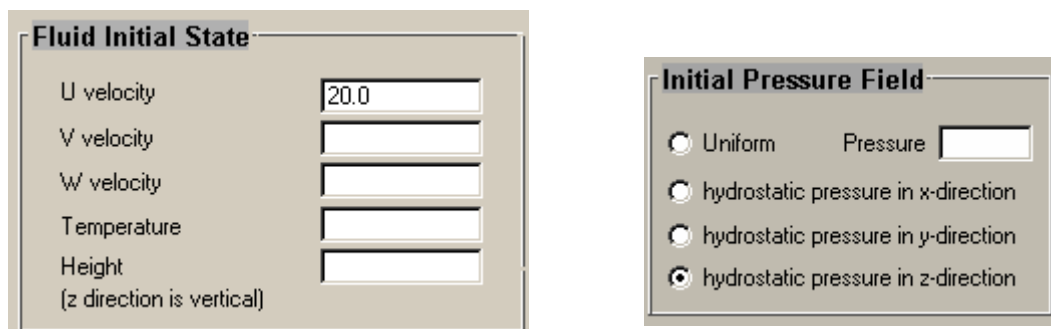 Fluid Initial State
U velocity 20.0
V velocity
W velocity
Temperature
Height
(z direction is vertical)
Initial Pressure Field
Uniform Pressure
hydrostatic pressure in x-direction
hydrostatic pressure in y-direction
hydrostatic pressure in z-direction